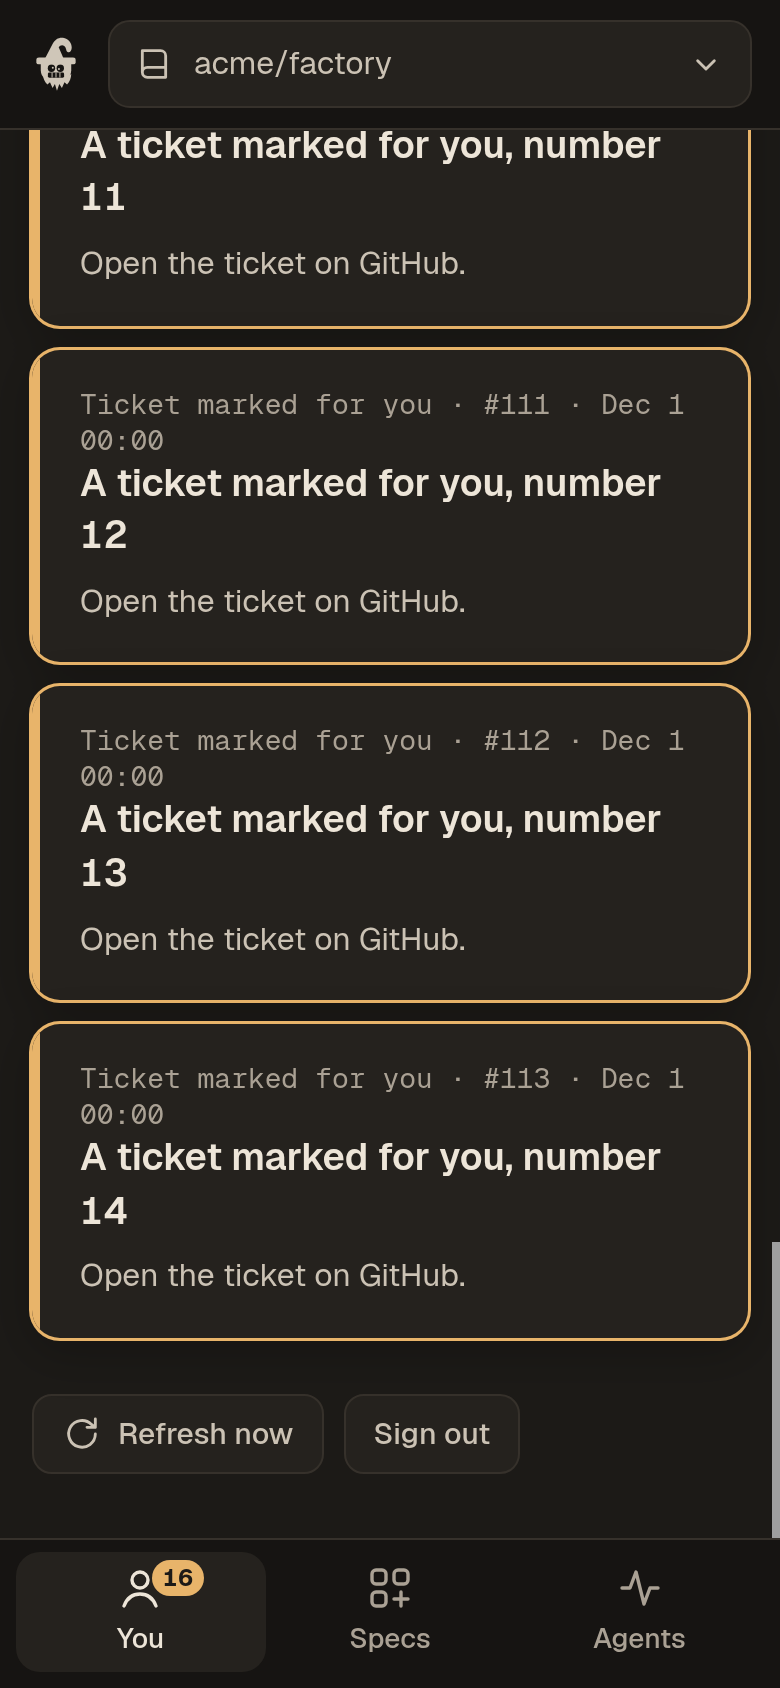 acme/factory
A ticket marked for you, number
11
Open the ticket on GitHub.
Ticket marked for you · #111 · Dec 1
00:00
A ticket marked for you, number
12
Open the ticket on GitHub.
Ticket marked for you · #112 · Dec 1
00:00
A ticket marked for you, number
13
Open the ticket on GitHub.
Ticket marked for you · #113 · Dec 1
00:00
A ticket marked for you, number
14
Open the ticket on GitHub.
Refresh now
Sign out
16
You
Specs
Agents